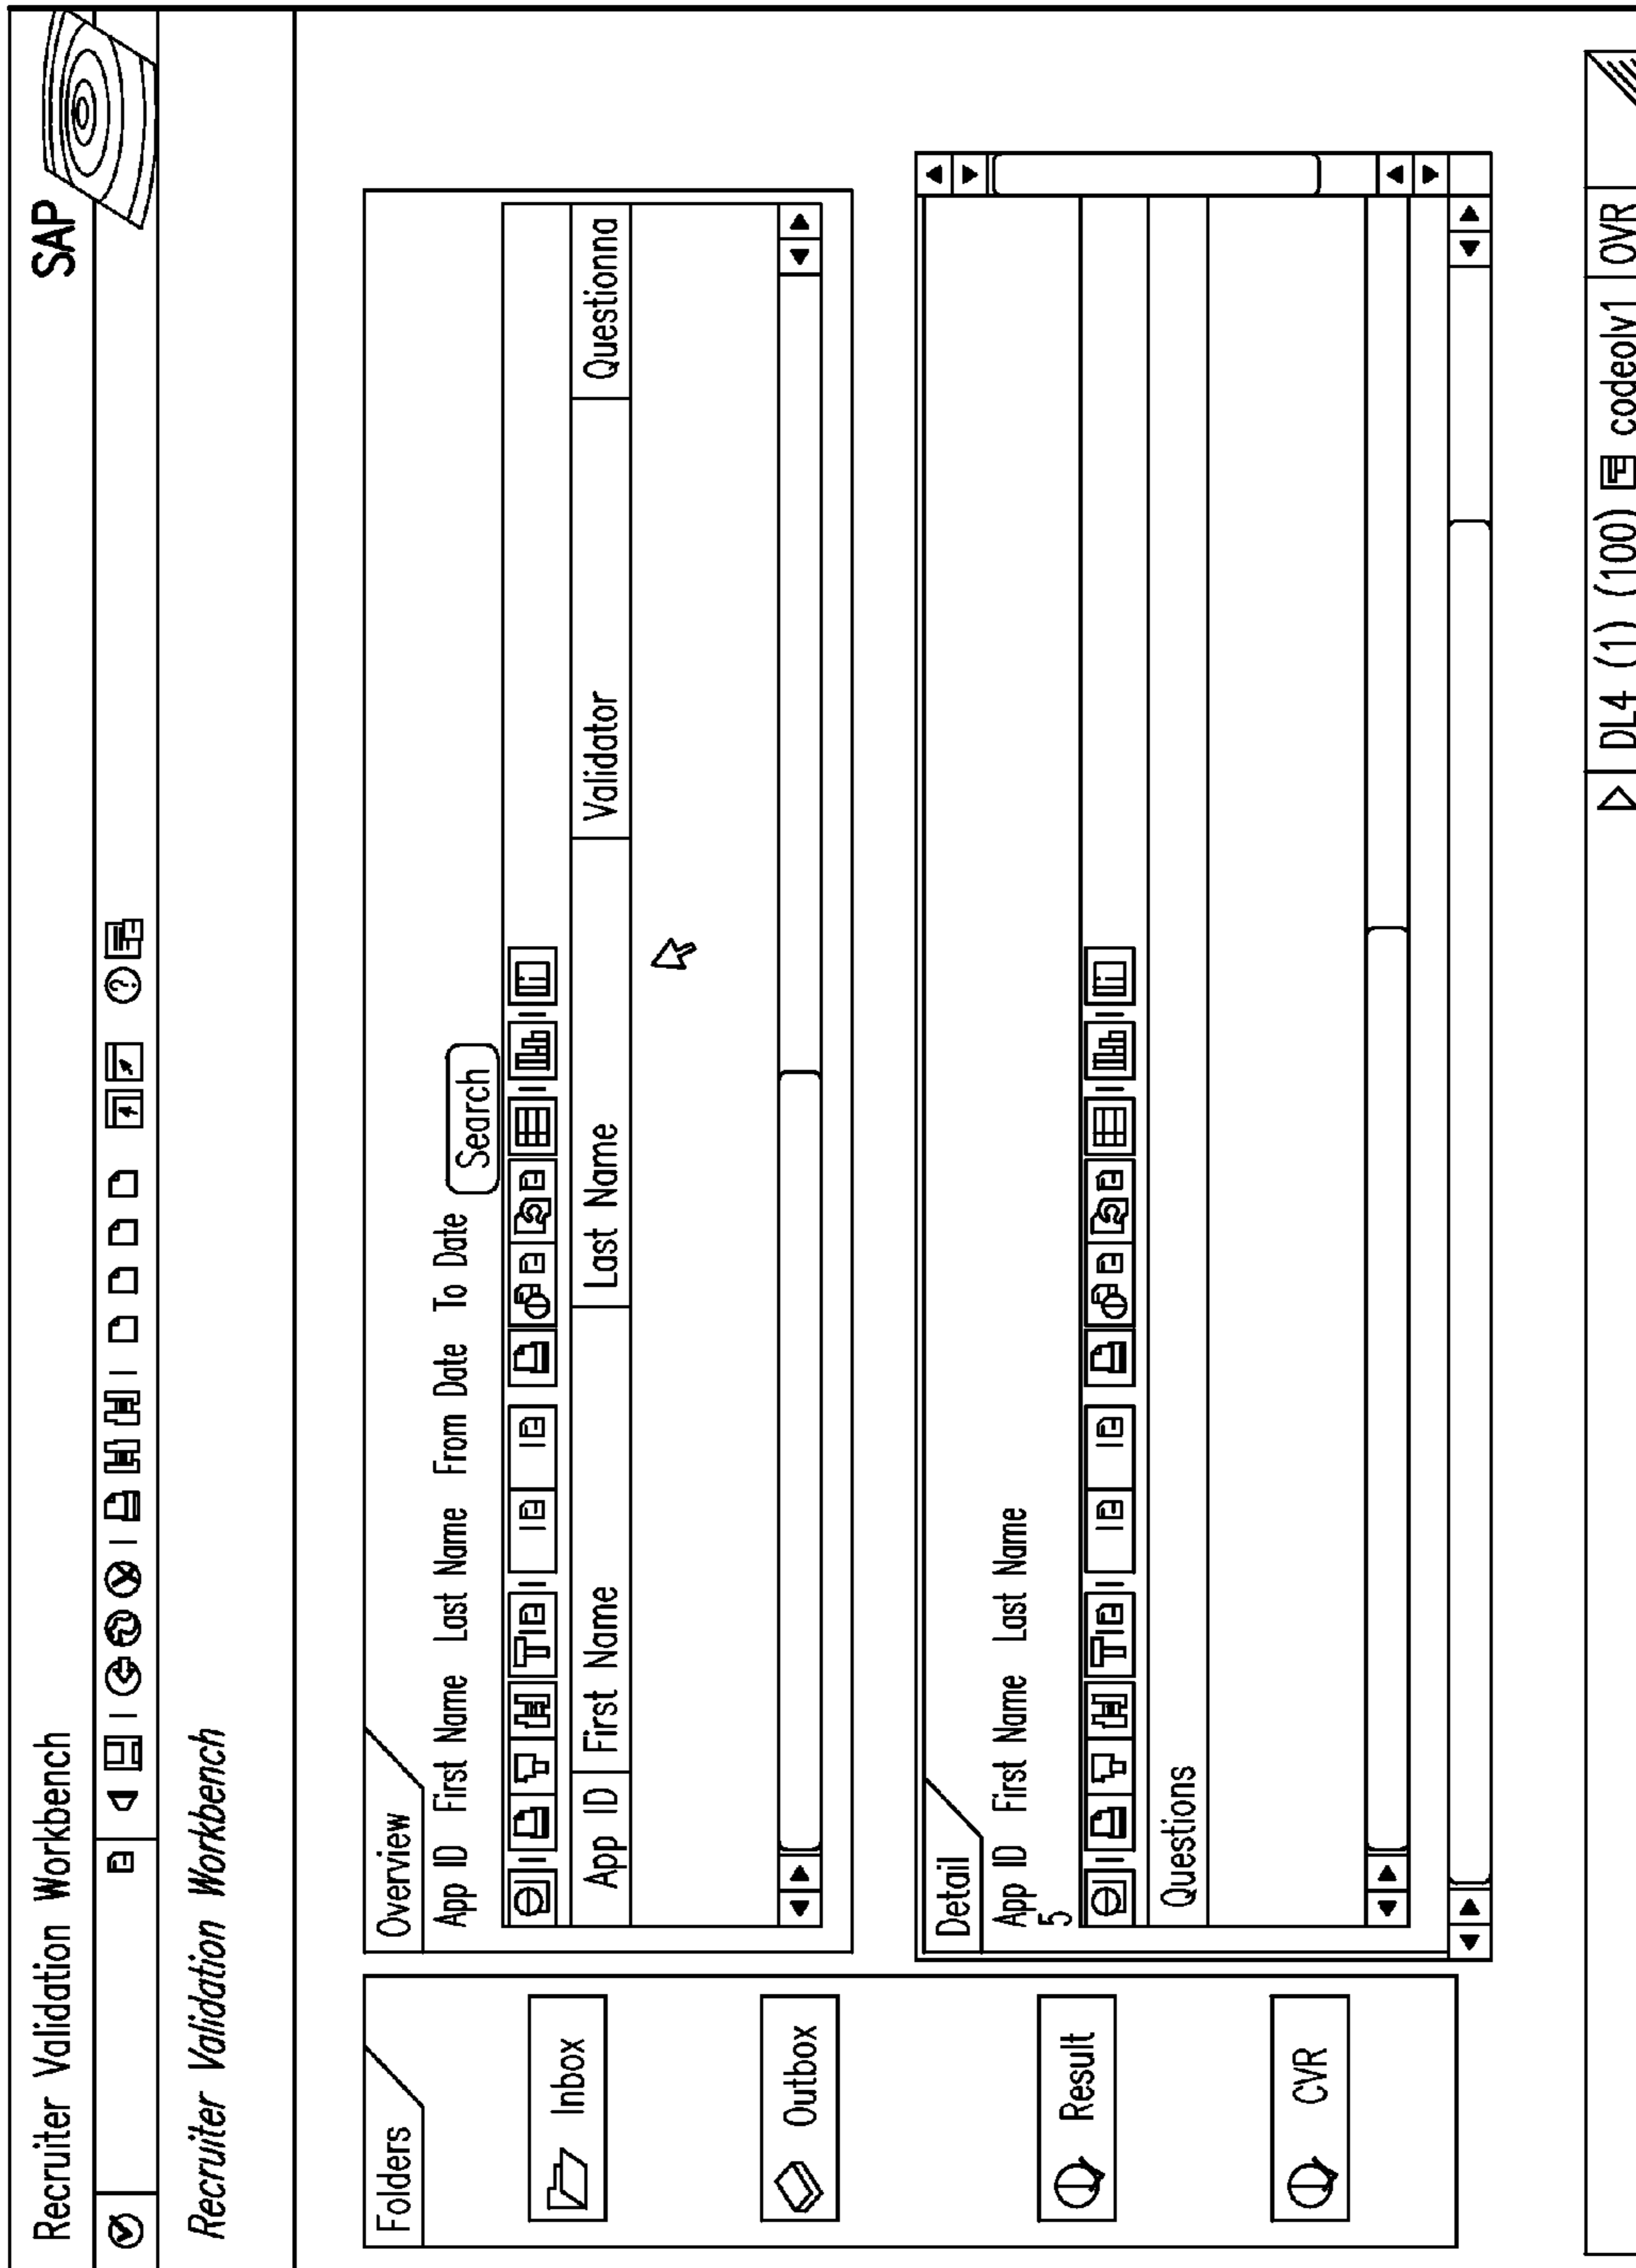 Recruiter Validation Workbench
SAP
Recruiter Validation Workbench
Folders
Inbox
Outbox
Result
CVR
Overview
App ID First Name Last Name From Date To Date Search
App ID First Name Last Name Validator Questionna
Detail
App ID First Name Last Name
5
Questions
DL4 (1) (100) codeolv1 OVR